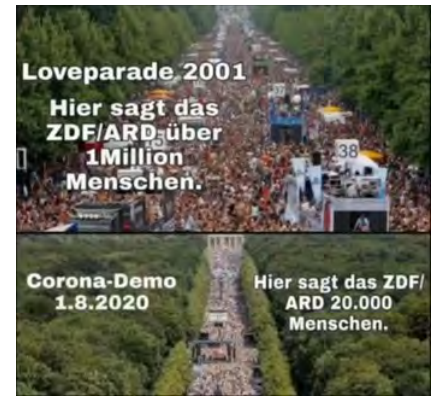 Loveparade 2001
Hier sagt das
ZDF/ARD über
1Million
Menschen.
38
Corona-Demo
1.8.2020
Hier sagt das ZDF/
ARD 20.000
Menschen.